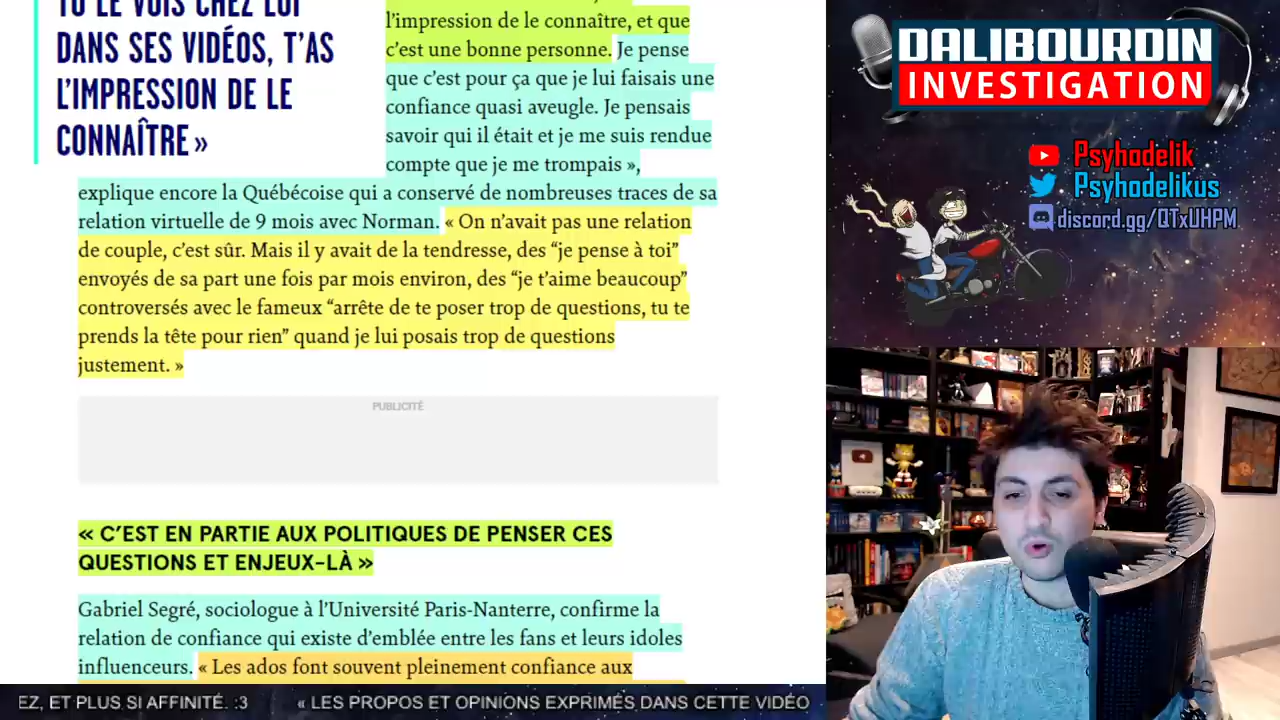 TU LE VOIS CHEZ LUI
DANS SES VIDÉOS, T’AS
L’IMPRESSION DE LE
CONNAÎTRE »
l’impression de le connaître, et que
c’est une bonne personne. Je pense
que c’est pour ça que je lui faisais une
confiance quasi aveugle. Je pensais
savoir qui il était et je me suis rendue
compte que je me trompais »,
explique encore la Québécoise qui a conservé de nombreuses traces de sa
relation virtuelle de 9 mois avec Norman. « On n’avait pas une relation
de couple, c’est sûr. Mais il y avait de la tendresse, des “je pense à toi”
envoyés de sa part une fois par mois environ, des “je t’aime beaucoup”
controversés avec le fameux “arrête de te poser trop de questions, tu te
prends la tête pour rien” quand je lui posais trop de questions
justement. »
PUBLICITÉ
« C’EST EN PARTIE AUX POLITIQUES DE PENSER CES
QUESTIONS ET ENJEUX-LÀ »
Gabriel Segré, sociologue à l’Université Paris-Nanterre, confirme la
relation de confiance qui existe d’emblée entre les fans et leurs idoles
influenceurs. « Les ados font souvent pleinement confiance aux
DALIBOURDIN
INVESTIGATION
Psyhodelik
Psyhodelikus
discord.gg/QTxUHPM
EZ, ET PLUS SI AFFINITÉ. :3 « LES PROPOS ET OPINIONS EXPRIMÉS DANS CETTE VIDÉO